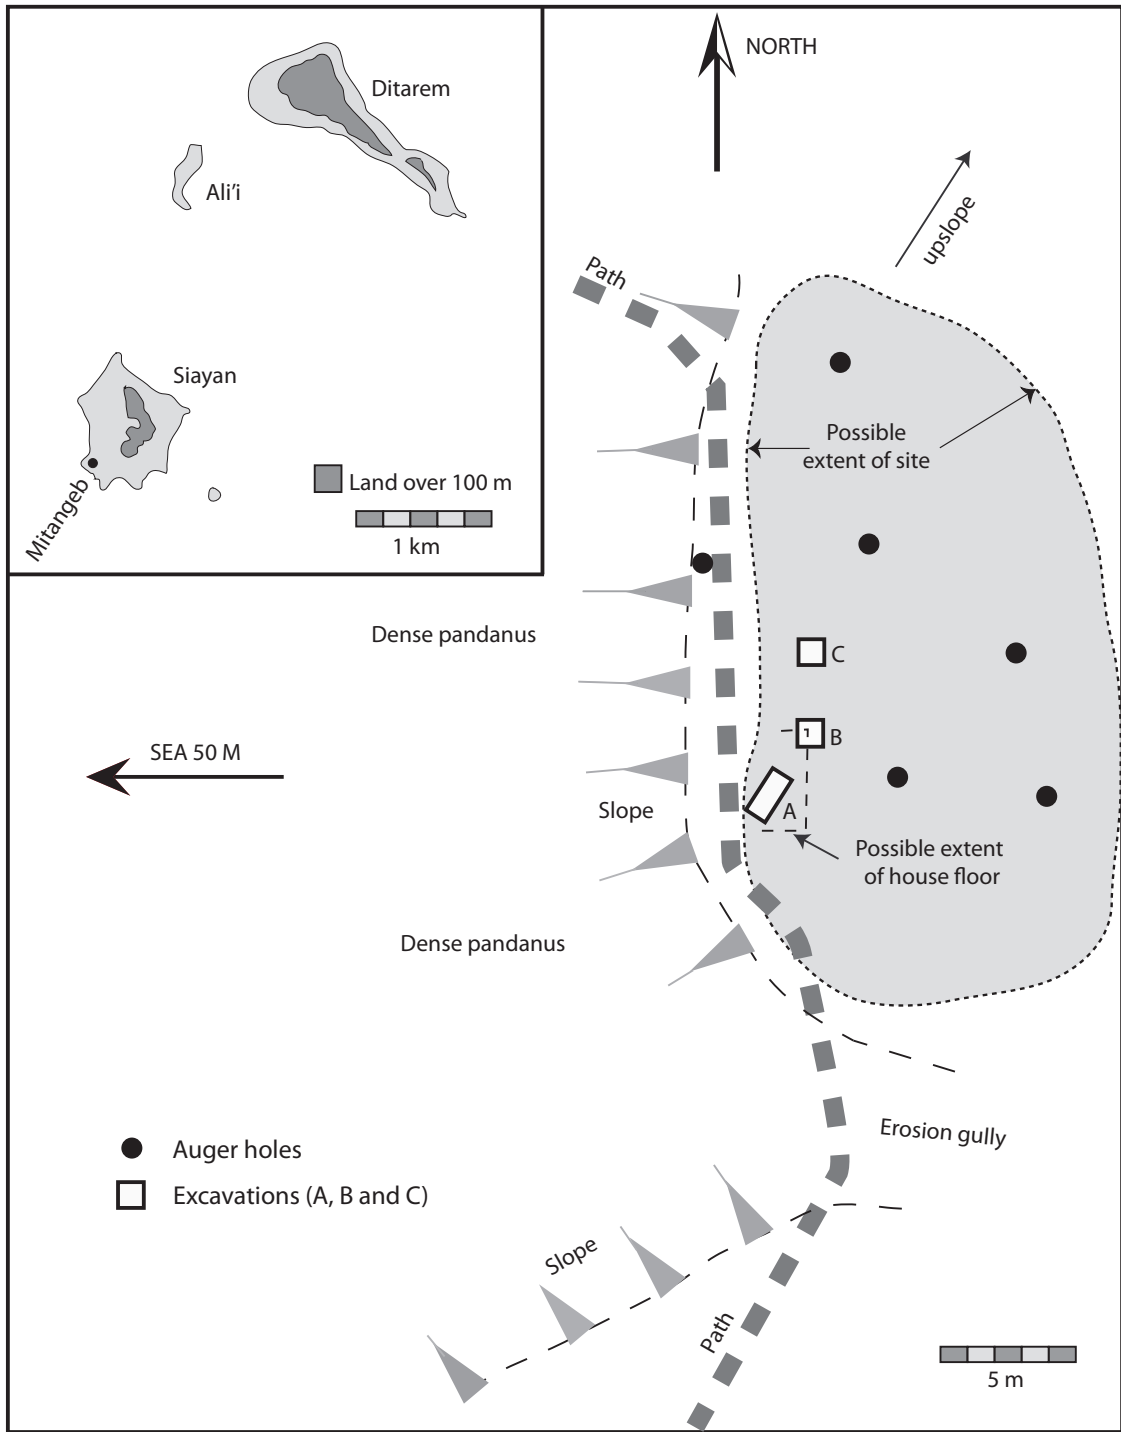 Ditarem
Ali'i
Siayan
Mitangeb
Land over 100 m
1 km
NORTH
upslope
Path
Possible
extent of site
Dense pandanus
C
B
SEA 50 M
A
Slope
Possible extent
of house floor
Dense pandanus
Erosion gully
Auger holes
Excavations (A, B and C)
Slope
Path
5 m